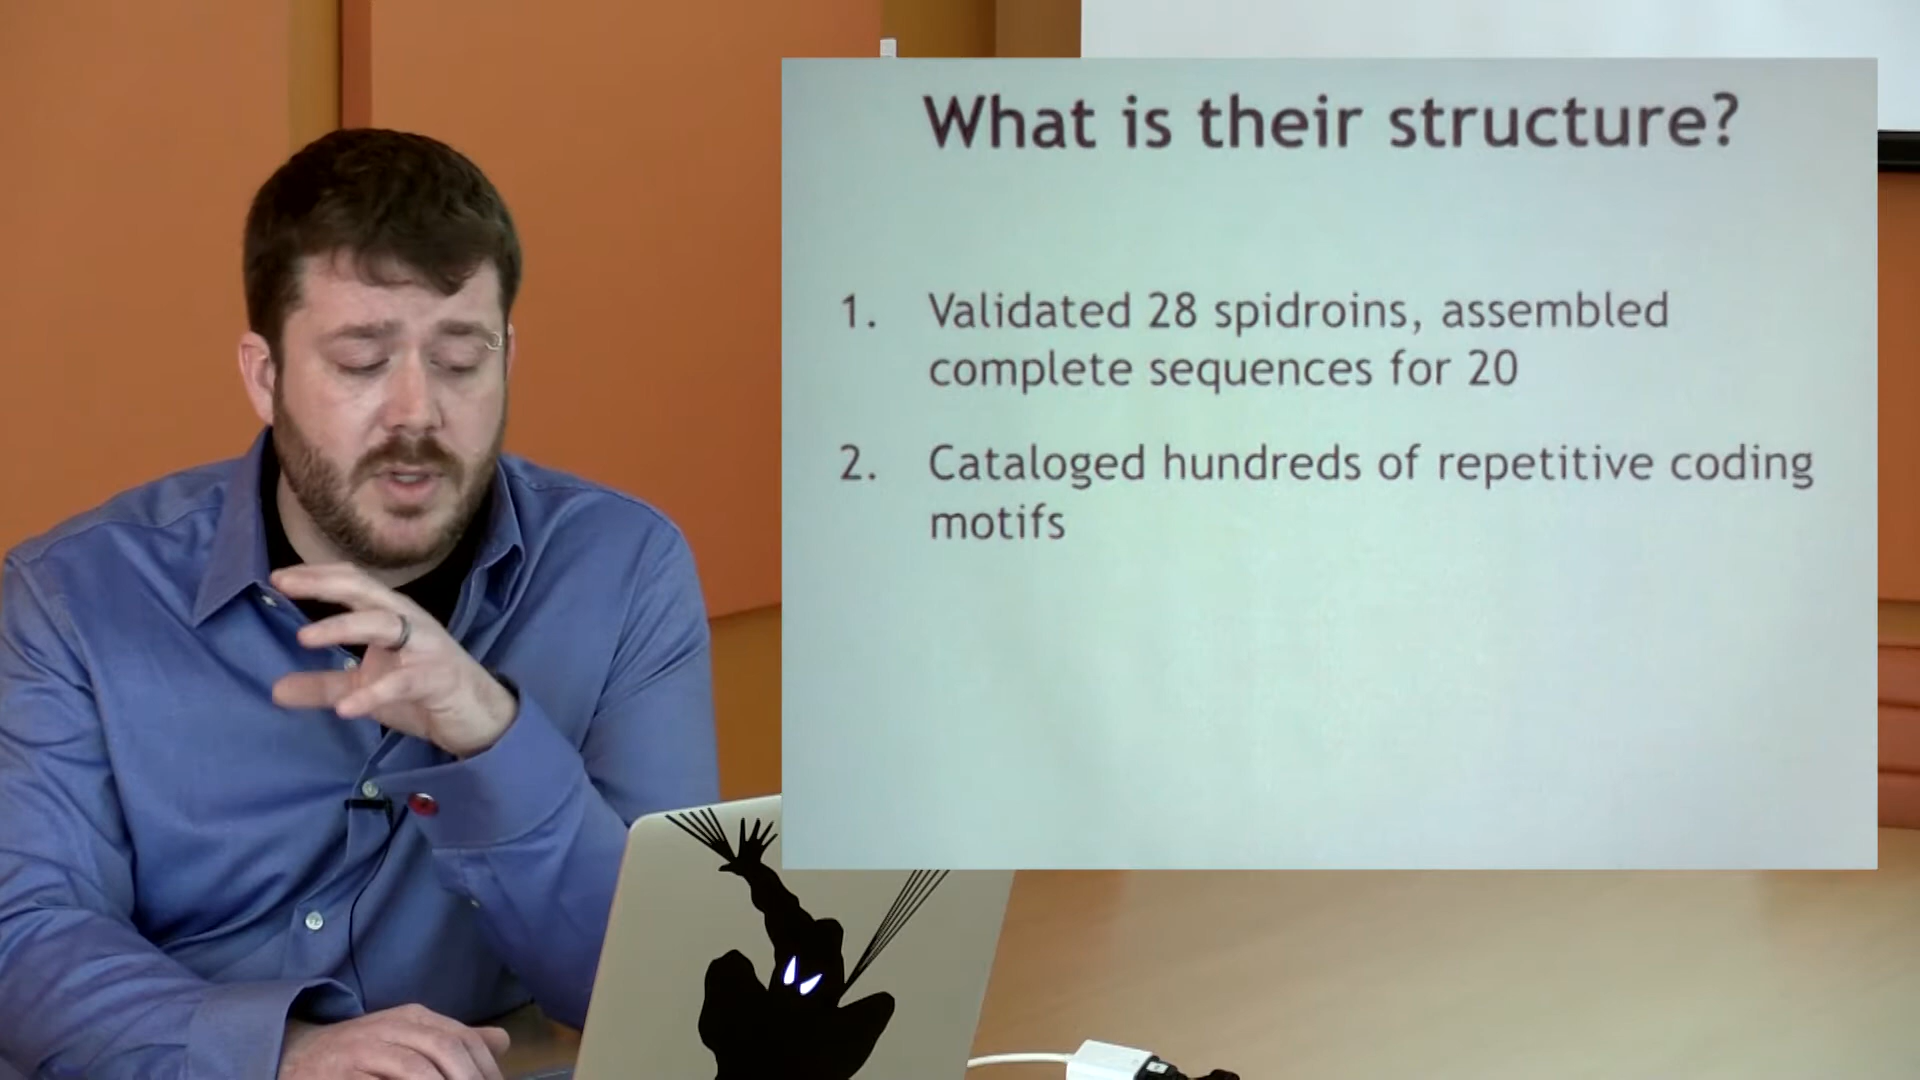 What is their structure?
1. Validated 28 spidroins, assembled
complete sequences for 20
2. Cataloged hundreds of repetitive coding
motifs